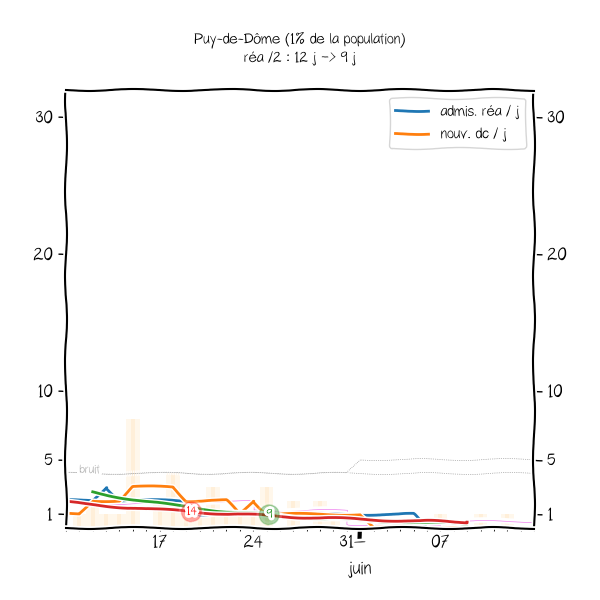 Puy-de-Dôme (1% de la population)
réa /2 : 12 j -> 9 j
admis. réa / j
nouv. dc / j
30
30
20
20
10
10
5
bruit
5
1
14
9
1
17
24
31
07
juin